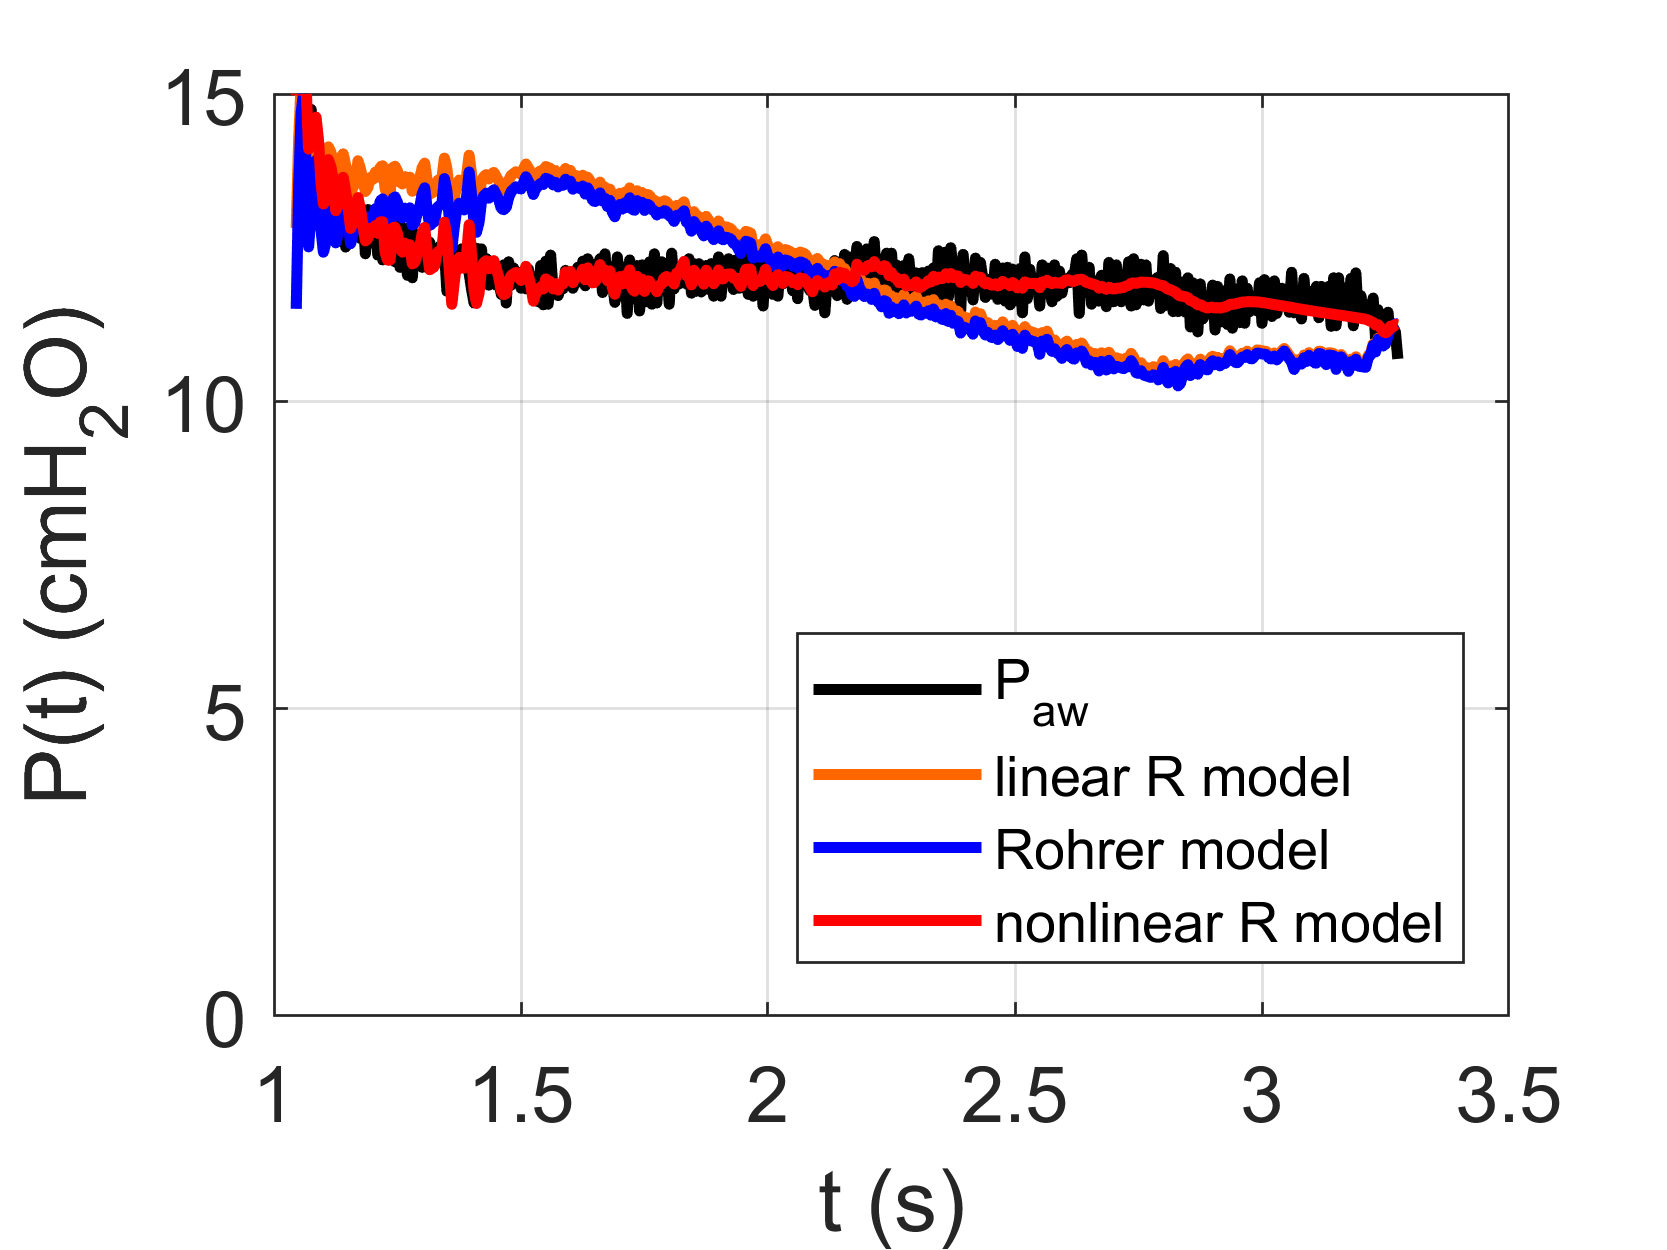 15
10
5
0
P(t) (cmH2O)
1 1.5 2 2.5 3 3.5
t (s)
Paw
linear R model
Rohrer model
nonlinear R model